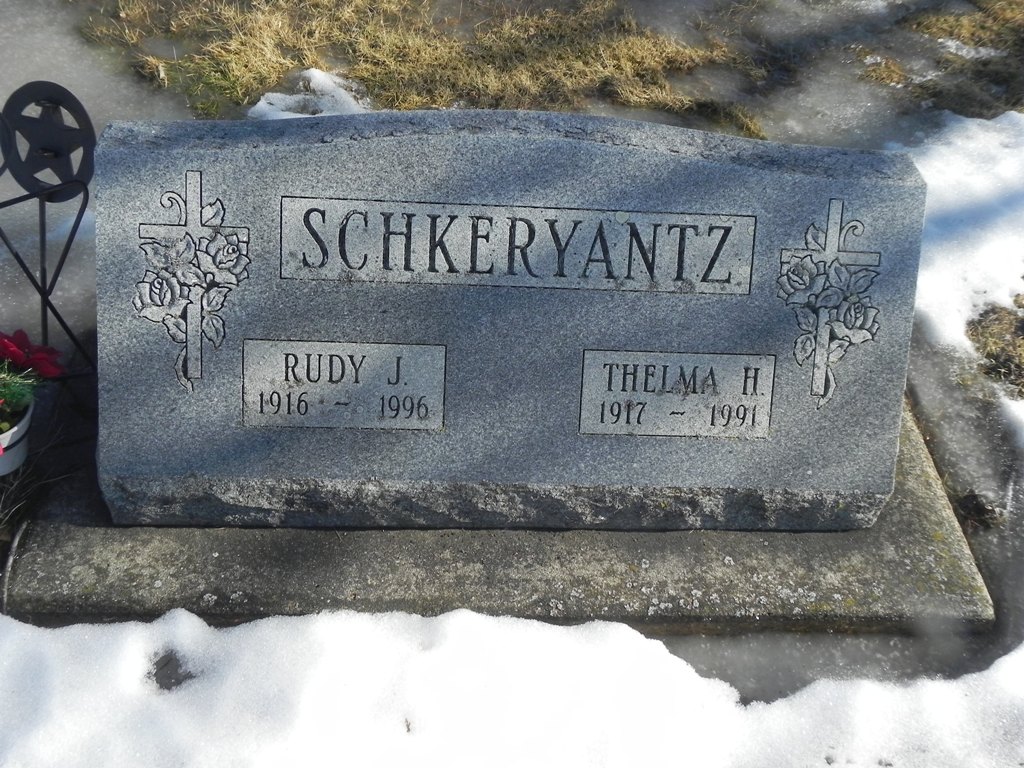 SCHKERYANTZ
RUDY J.
1916 ~ 1996
THELMA H.
1917 ~ 1991